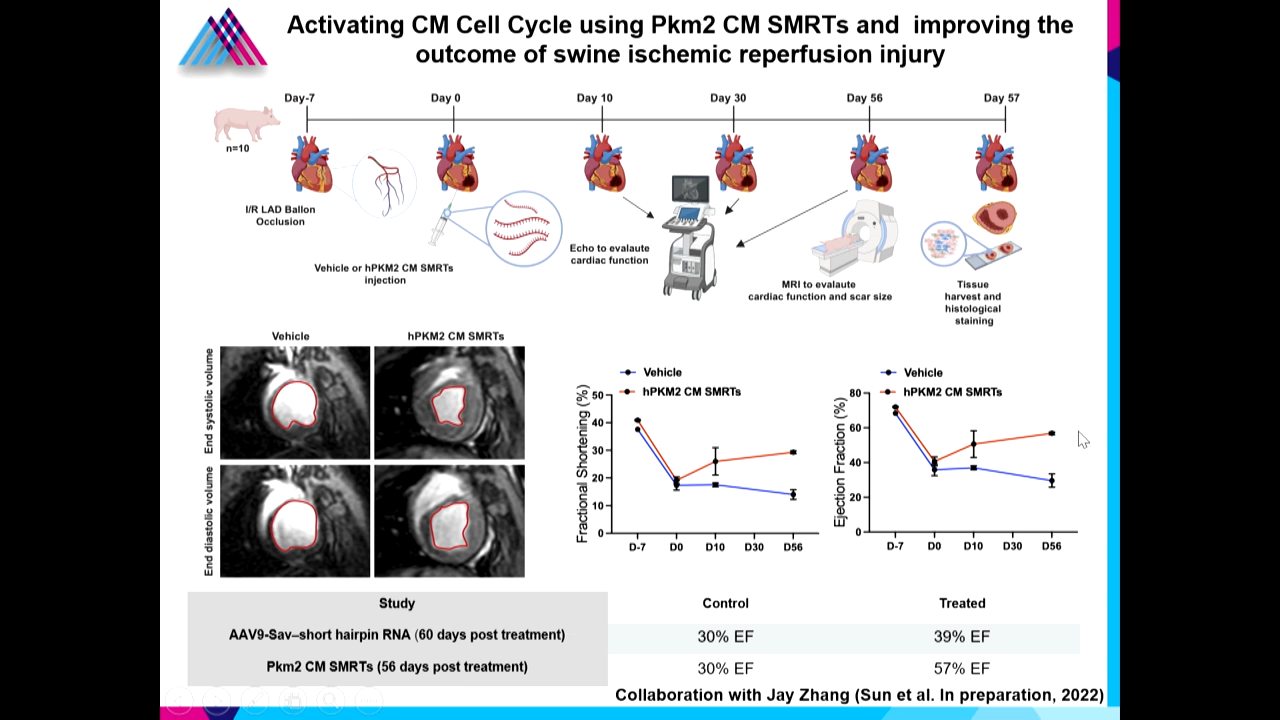 Activating CM Cell Cycle using Pkm2 CM SMRTs and improving the
outcome of swine ischemic reperfusion injury
Day-7
Day 0
Day 10
Day 30
Day 56
Day 57
n=10
I/R LAD Ballon
Occlusion
Vehicle or hPKM2 CM SMRTs
injection
Echo to evalaute
cardiac function
MRI to evalaute
cardiac function and scar size
Tissue
harvest and
histological
staining
Vehicle
hPKM2 CM SMRTs
End systolic volume
End diastolic volume
Vehicle
hPKM2 CM SMRTs
Fractional Shortening (%)
50
40
30
20
10
0
D-7
D0
D10
D30
D56
Vehicle
hPKM2 CM SMRTs
Ejection Fraction (%)
80
60
40
20
0
D-7
D0
D10
D30
D56
Study
Control
Treated
AAV9-Sav–short hairpin RNA (60 days post treatment)
30% EF
39% EF
Pkm2 CM SMRTs (56 days post treatment)
30% EF
57% EF
Collaboration with Jay Zhang (Sun et al. In preparation, 2022)